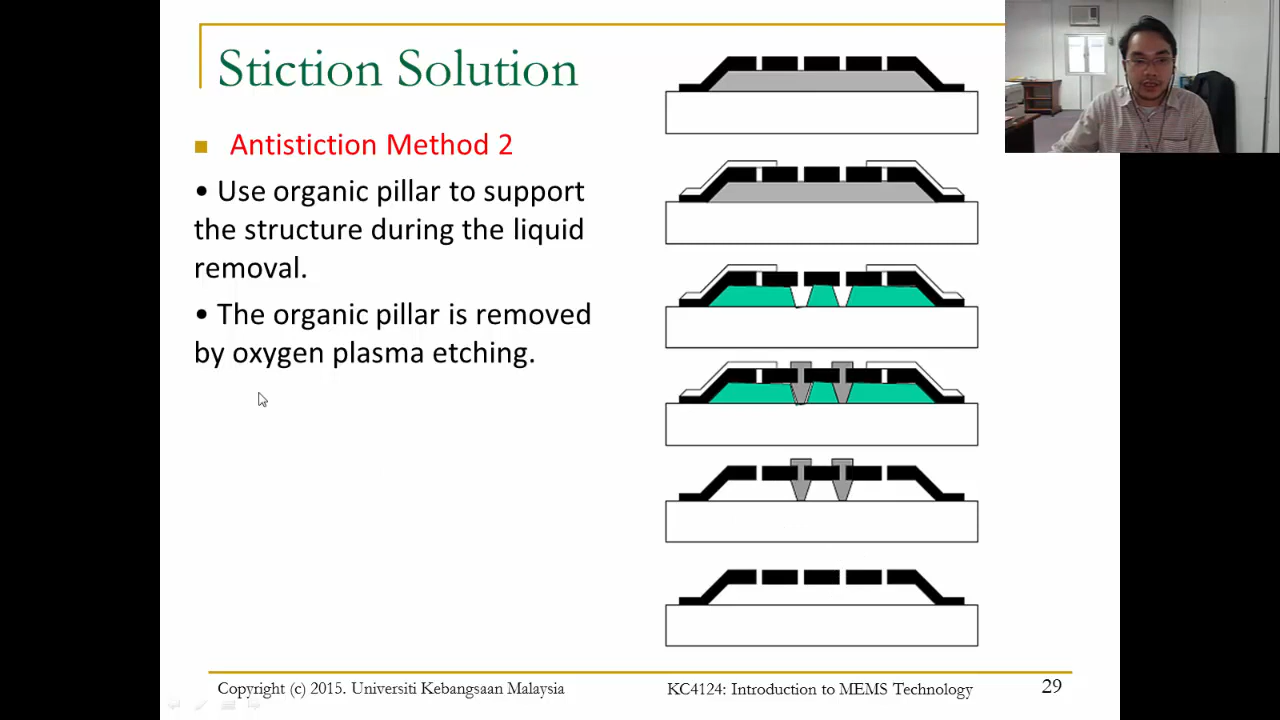 Stiction Solution
Antistiction Method 2
• Use organic pillar to support
the structure during the liquid
removal.
• The organic pillar is removed
by oxygen plasma etching.
Copyright (c) 2015. Universiti Kebangsaan Malaysia
KC4124: Introduction to MEMS Technology
29